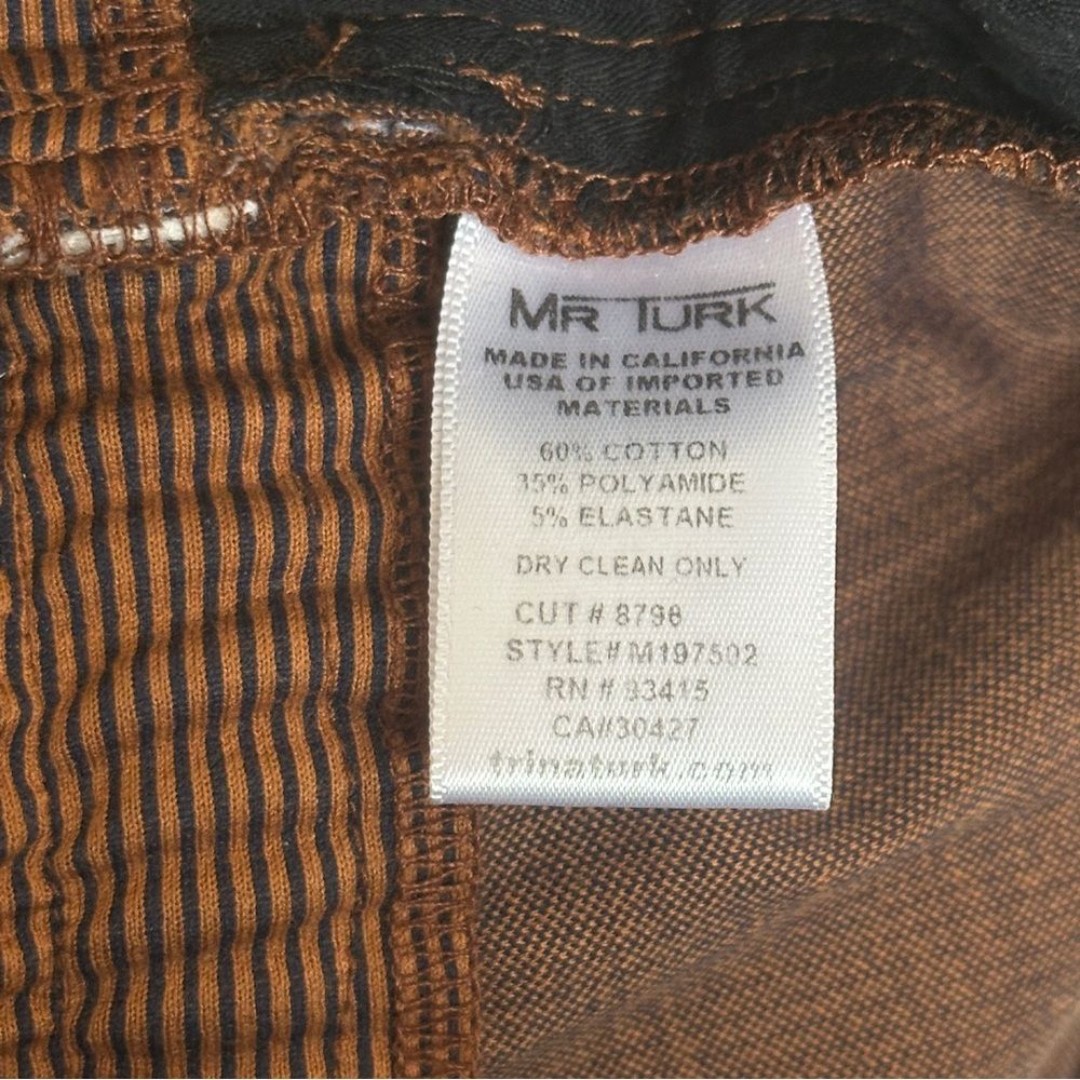 MR TURK
MADE IN CALIFORNIA
USA OF IMPORTED
MATERIALS
60% COTTON
35% POLYAMIDE
5% ELASTANE
DRY CLEAN ONLY
CUT # 8798
STYLE# M197502
RN # 93415
CA#30427
trinaturk.com